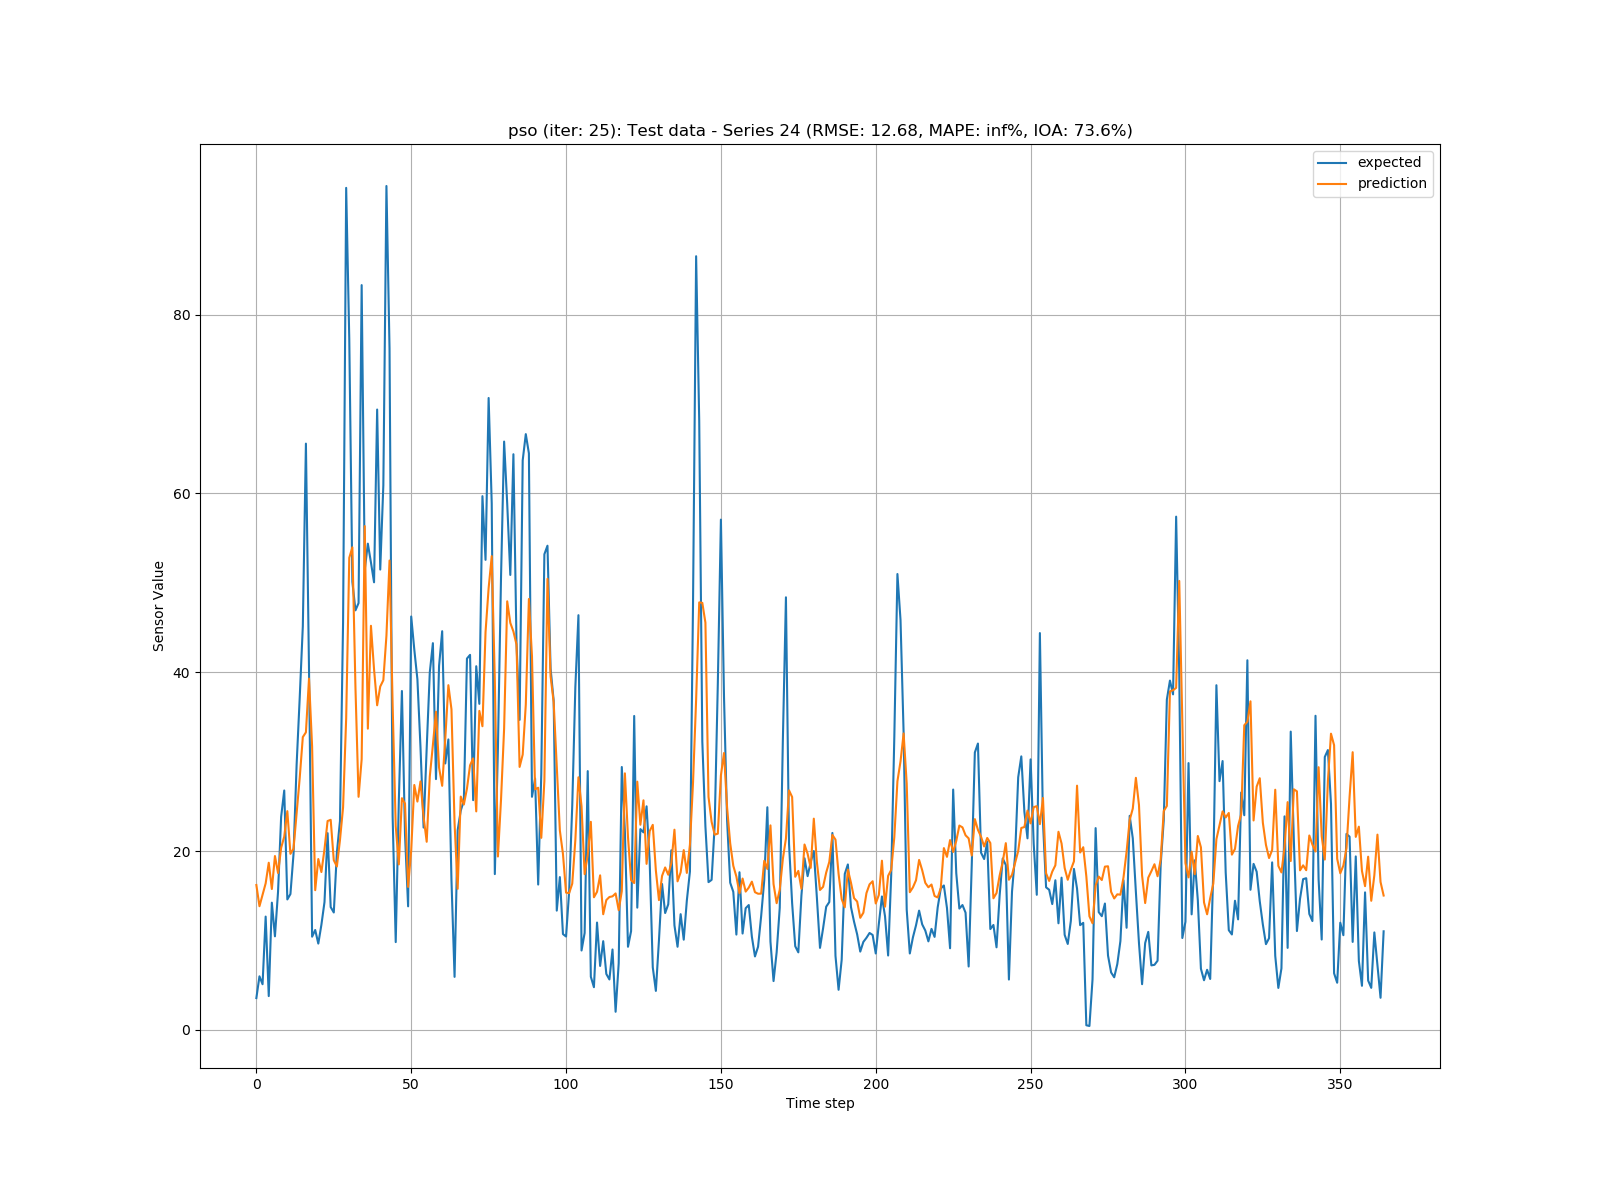 pso (iter: 25): Test data - Series 24 (RMSE: 12.68, MAPE: inf%, IOA: 73.6%)
expected
prediction
80
60
40
20
0
Sensor Value
0 50 100 150 200 250 300 350
Time step